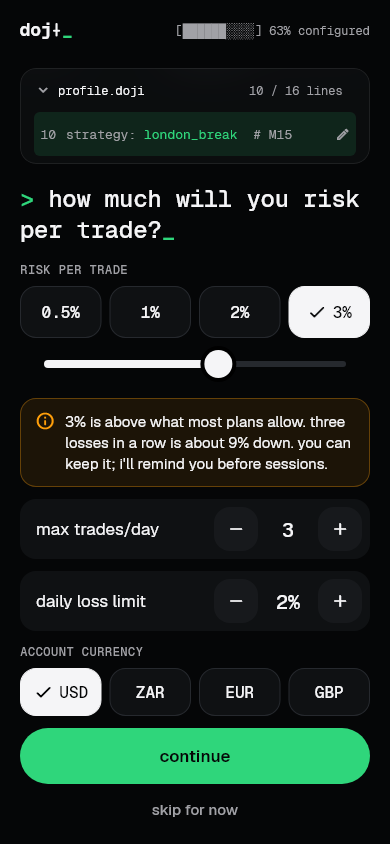 doji_
[██████░░░░] 63% configured
profile.doji 10 / 16 lines
10 strategy: london_break # M15
> how much will you risk
per trade?_
RISK PER TRADE
0.5% 1% 2% ✓ 3%
3% is above what most plans allow. three
losses in a row is about 9% down. you can
keep it; i'll remind you before sessions.
max trades/day − 3 +
daily loss limit − 2% +
ACCOUNT CURRENCY
✓ USD ZAR EUR GBP
continue
skip for now